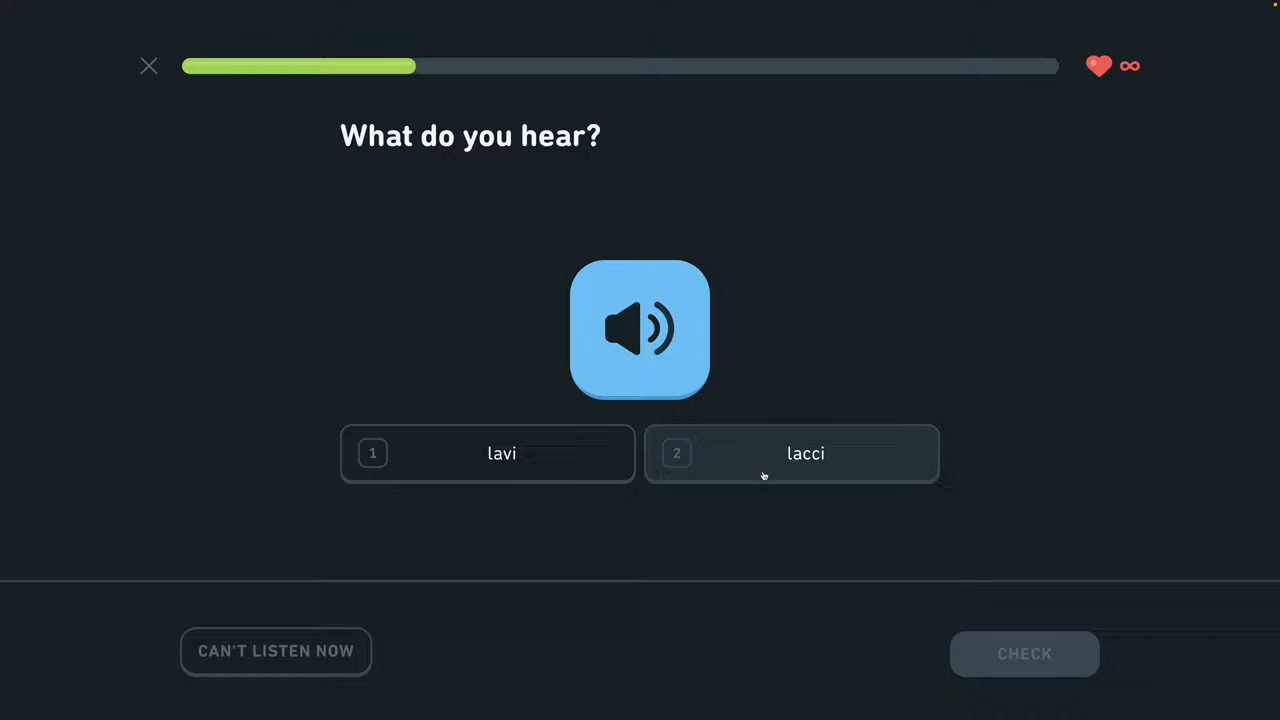 What do you hear?
1 lavi
2 lacci
CAN'T LISTEN NOW
CHECK